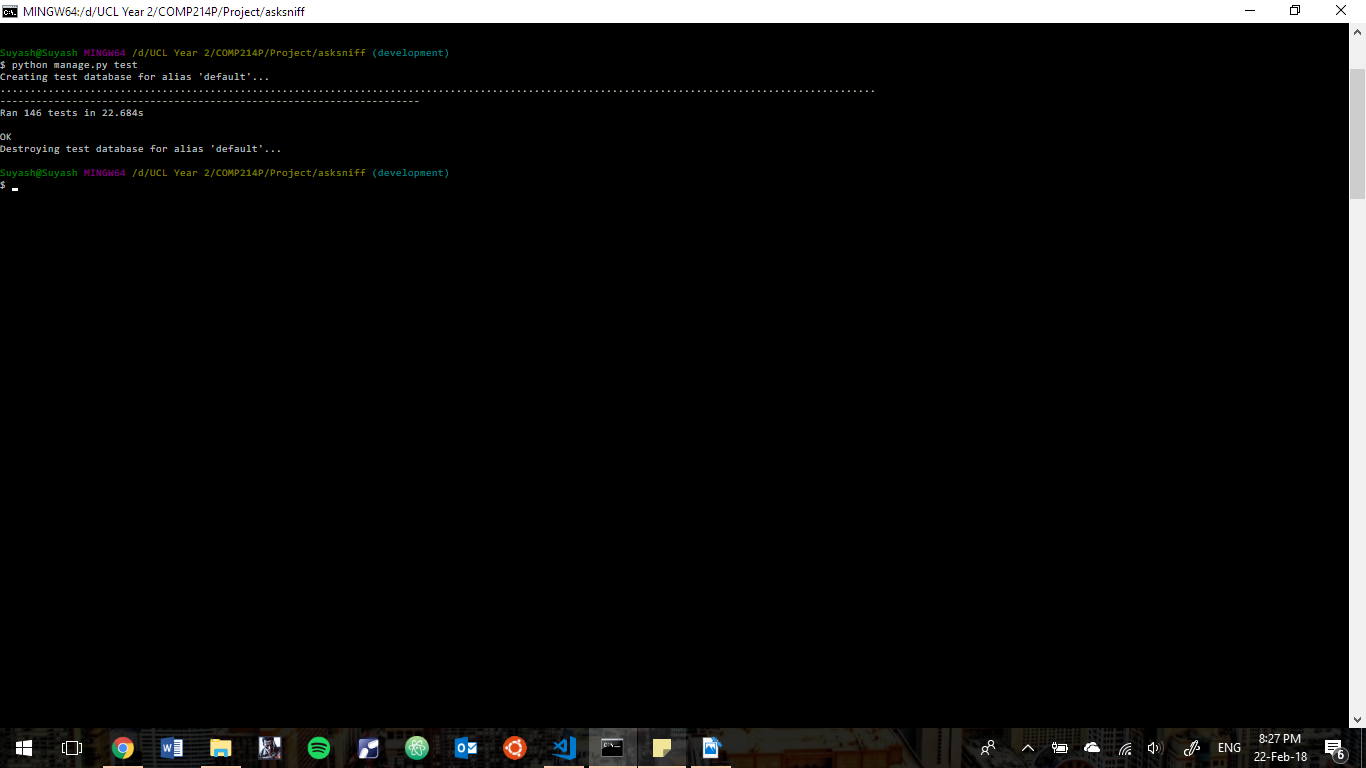 MINGW64:/d/UCL Year 2/COMP214P/Project/asksniff
Suyash@Suyash MINGW64 /d/UCL Year 2/COMP214P/Project/asksniff (development)
$ python manage.py test
Creating test database for alias 'default'...
..................................................................................................................................................
----------------------------------------------------------------------
Ran 146 tests in 22.684s
OK
Destroying test database for alias 'default'...
Suyash@Suyash MINGW64 /d/UCL Year 2/COMP214P/Project/asksniff (development)
$
ENG
8:27 PM
22-Feb-18
6